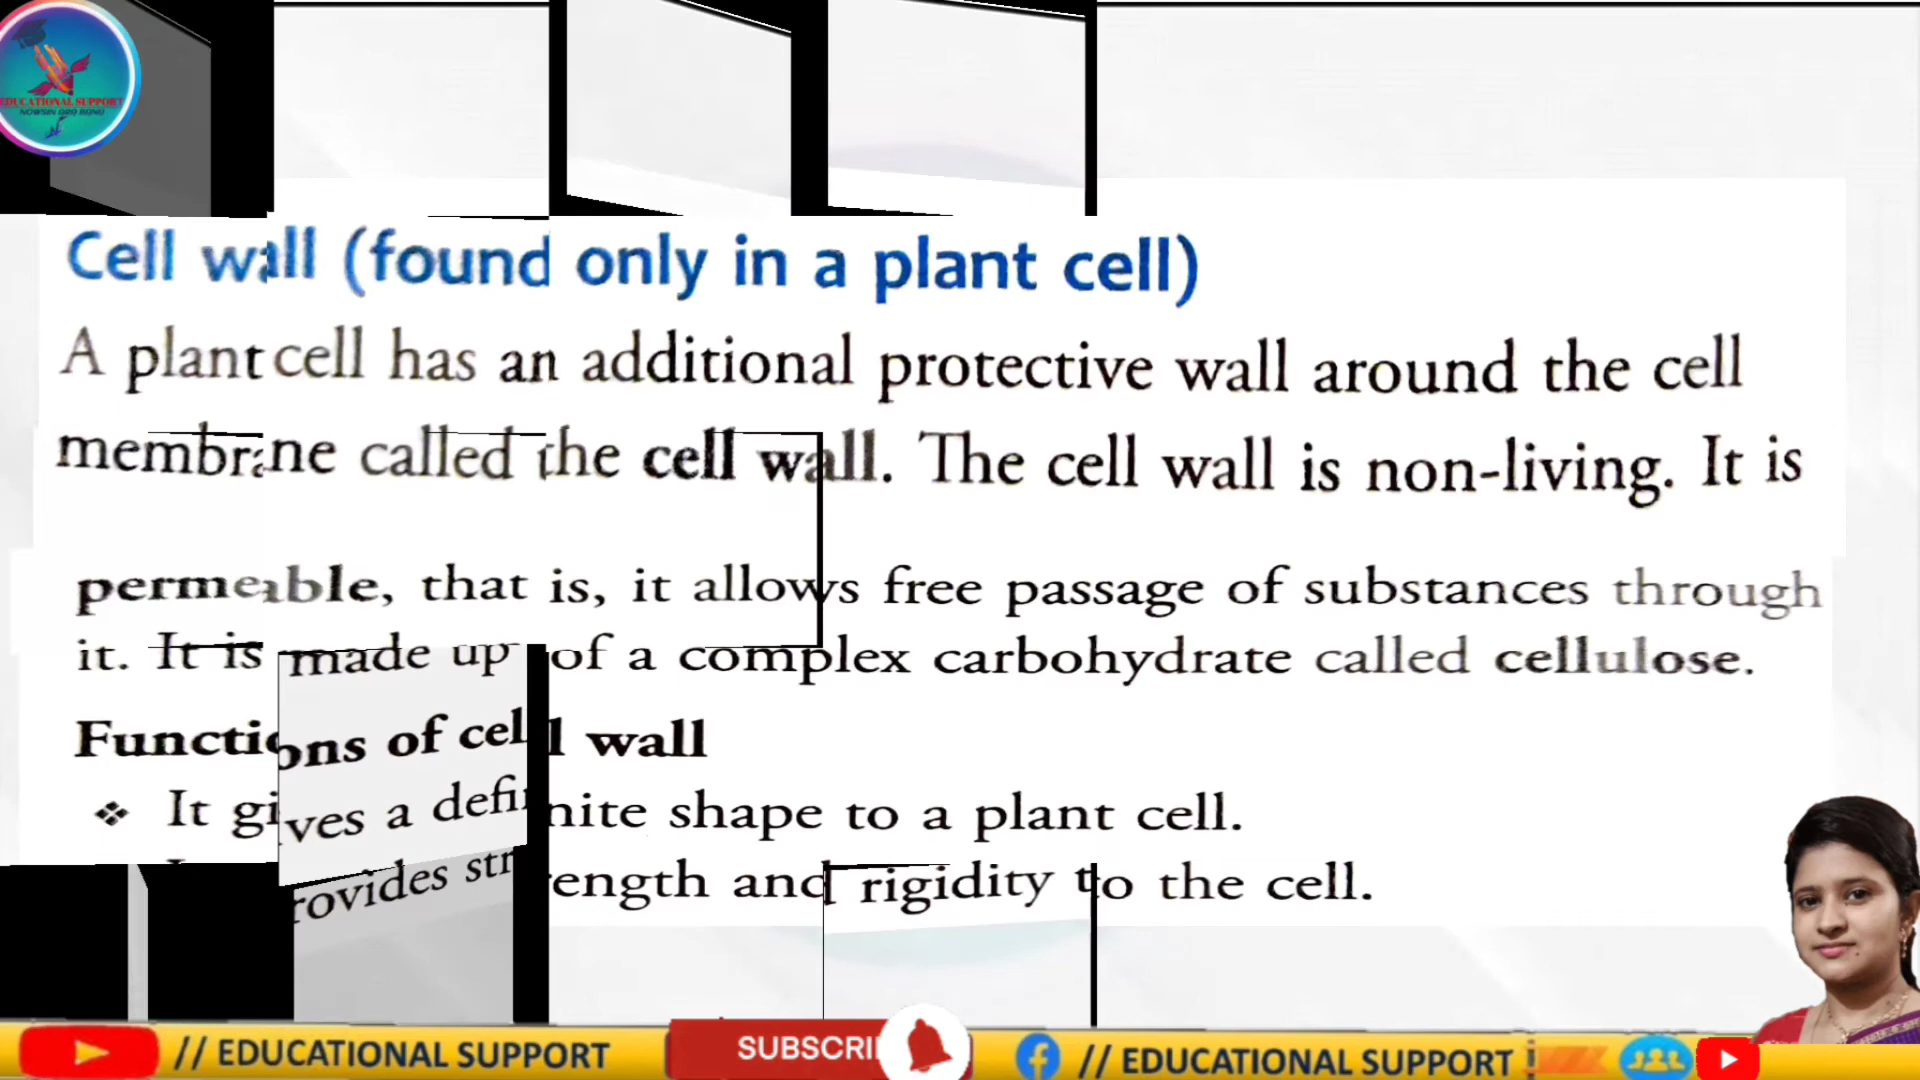 EDUCATIONAL SUPPORT
Cell wall (found only in a plant cell)
A plant cell has an additional protective wall around the cell
membrane called the cell wall. The cell wall is non-living. It is
permeable, that is, it allows free passage of substances through
it. It is made up of a complex carbohydrate called cellulose.
Functions of cell wall
❖ It gives a definite shape to a plant cell.
rovides strength and rigidity to the cell.
// EDUCATIONAL SUPPORT
SUBSCRI
// EDUCATIONAL SUPPORT